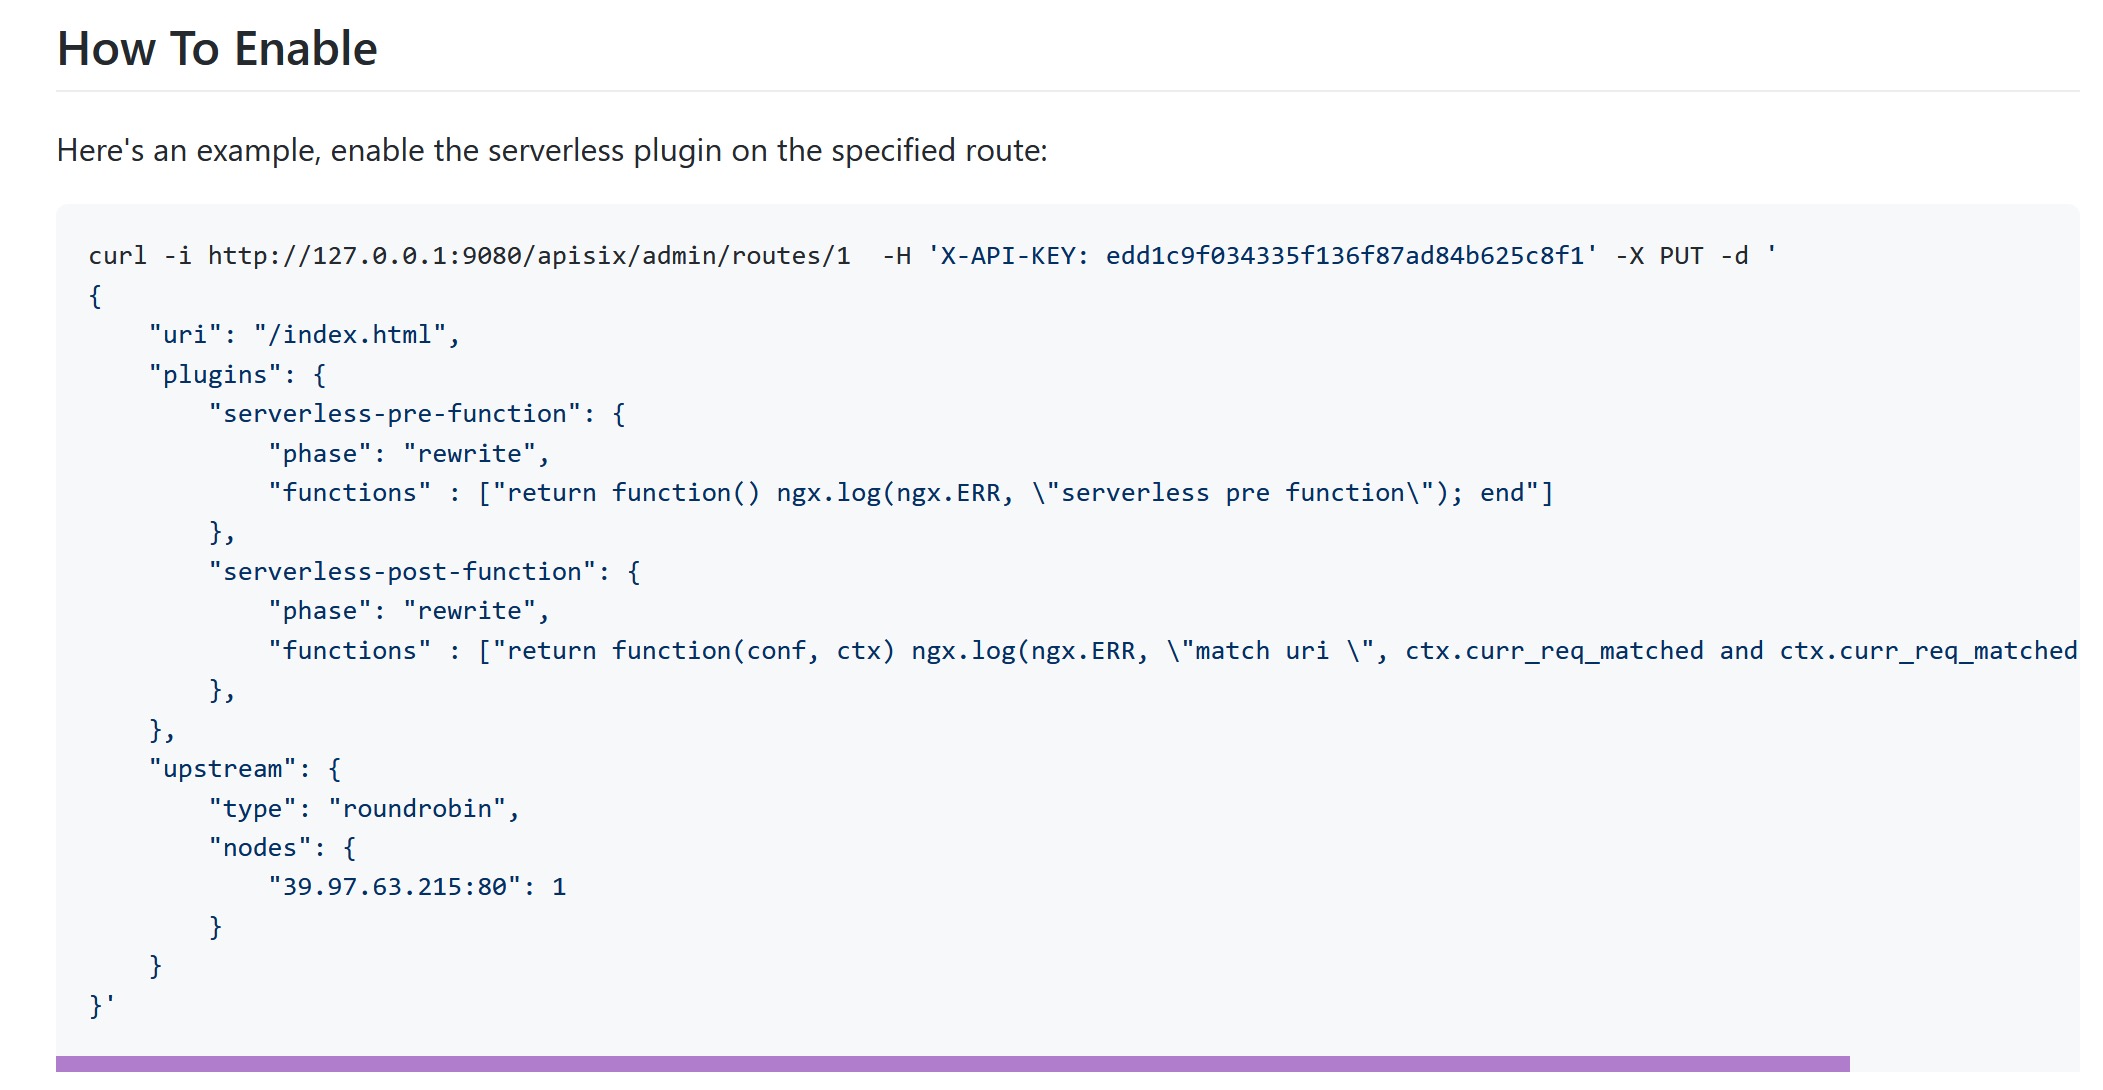 How To Enable
Here's an example, enable the serverless plugin on the specified route:
curl -i http://127.0.0.1:9080/apisix/admin/routes/1  -H 'X-API-KEY: edd1c9f034335f136f87ad84b625c8f1' -X PUT -d '
{
    "uri": "/index.html",
    "plugins": {
        "serverless-pre-function": {
            "phase": "rewrite",
            "functions" : ["return function() ngx.log(ngx.ERR, \"serverless pre function\"); end"]
        },
        "serverless-post-function": {
            "phase": "rewrite",
            "functions" : ["return function(conf, ctx) ngx.log(ngx.ERR, \"match uri \", ctx.curr_req_matched and ctx.curr_req_matched
        },
    },
    "upstream": {
        "type": "roundrobin",
        "nodes": {
            "39.97.63.215:80": 1
        }
    }
}'